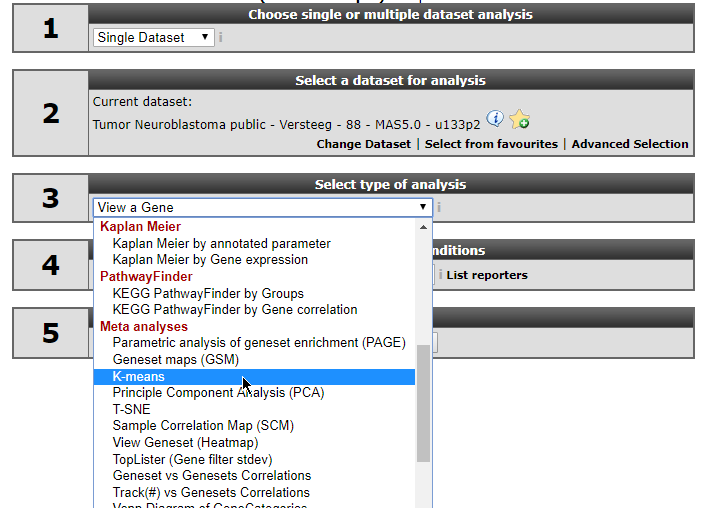 1
Choose single or multiple dataset analysis
Single Dataset
2
Select a dataset for analysis
Current dataset:
Tumor Neuroblastoma public - Versteeg - 88 - MAS5.0 - u133p2
Change Dataset | Select from favourites | Advanced Selection
3
Select type of analysis
View a Gene
Kaplan Meier
Kaplan Meier by annotated parameter
Kaplan Meier by Gene expression
PathwayFinder
KEGG PathwayFinder by Groups
KEGG PathwayFinder by Gene correlation
Meta analyses
Parametric analysis of geneset enrichment (PAGE)
Geneset maps (GSM)
K-means
Principle Component Analysis (PCA)
T-SNE
Sample Correlation Map (SCM)
View Geneset (Heatmap)
TopLister (Gene filter stdev)
Geneset vs Genesets Correlations
Track(#) vs Genesets Correlations
Venn Diagram of GeneCategories
4
nditions
List reporters
5